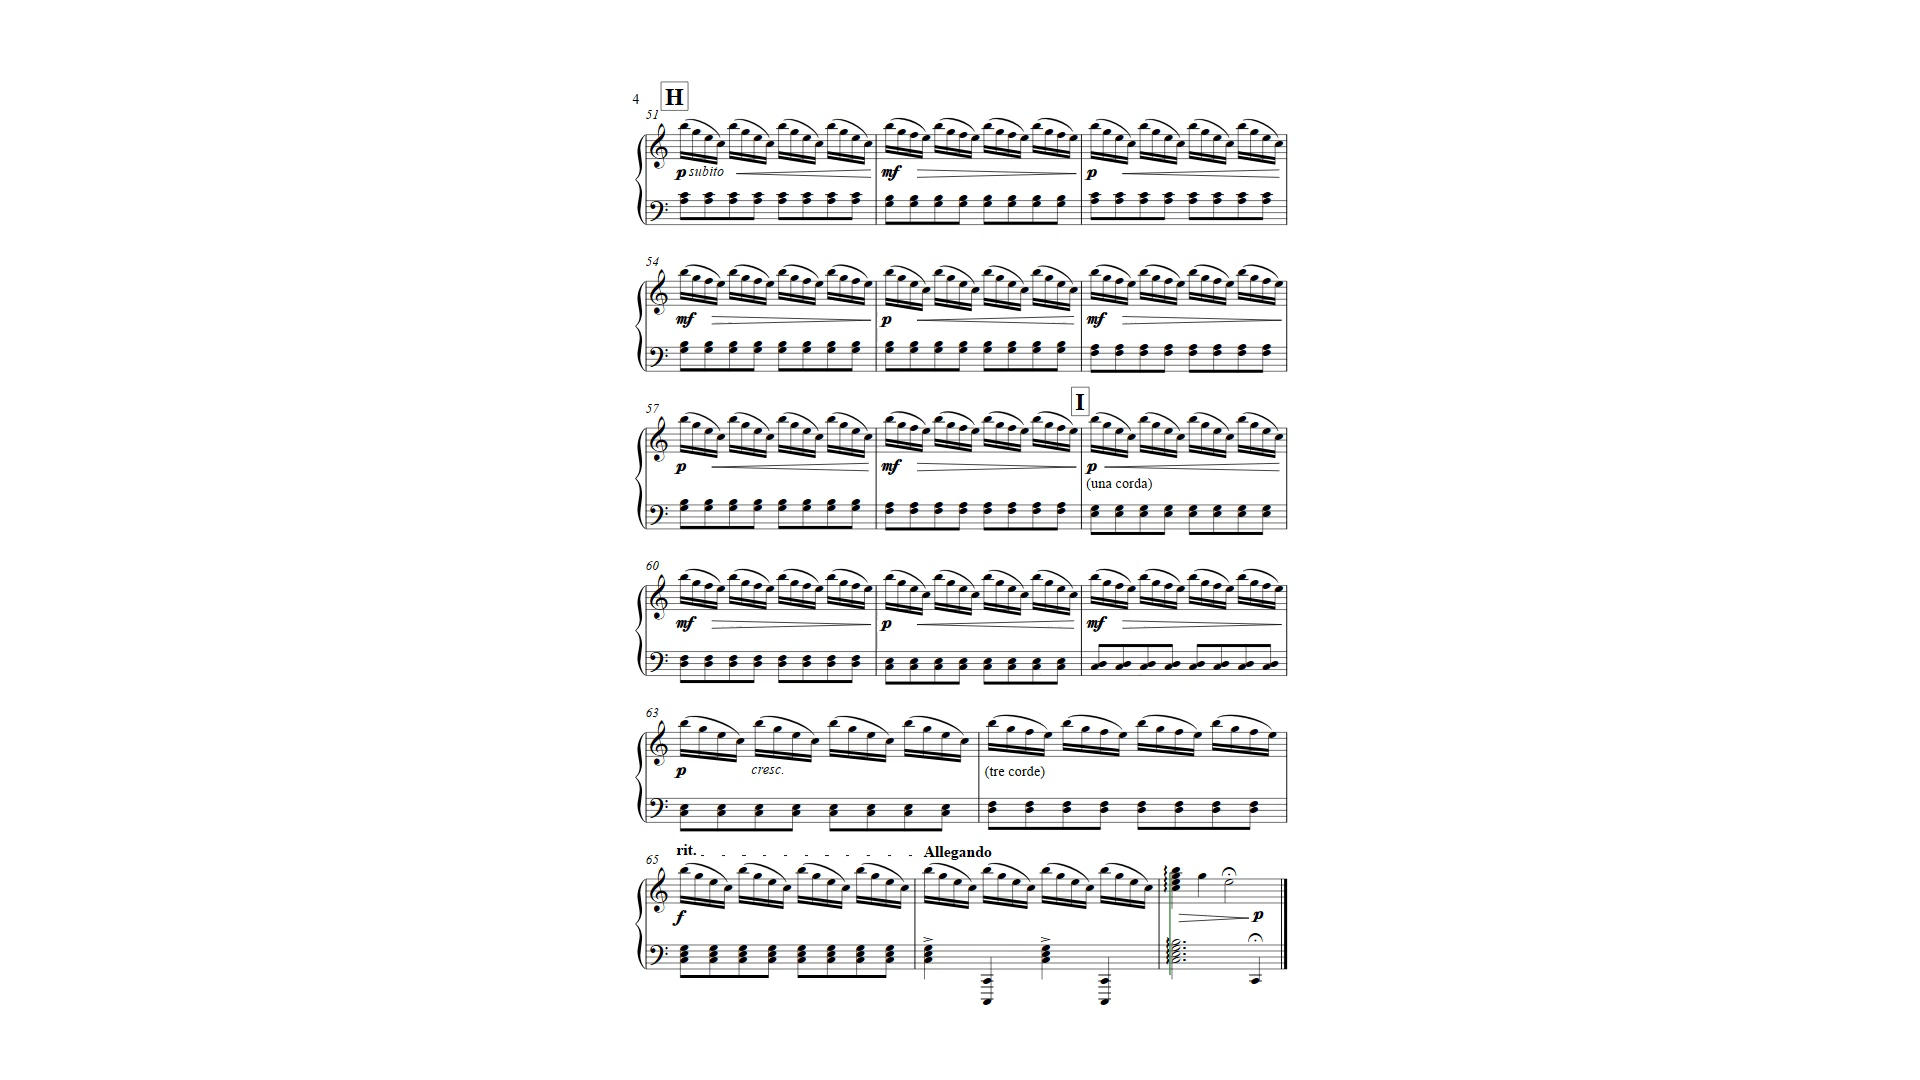 4 H
51
p subito mf p
54
mf p mf
57 I
p mf p
(una corda)
60
mf p mf
63
p cresc. (tre corde)
rit. Allegando
65
f p